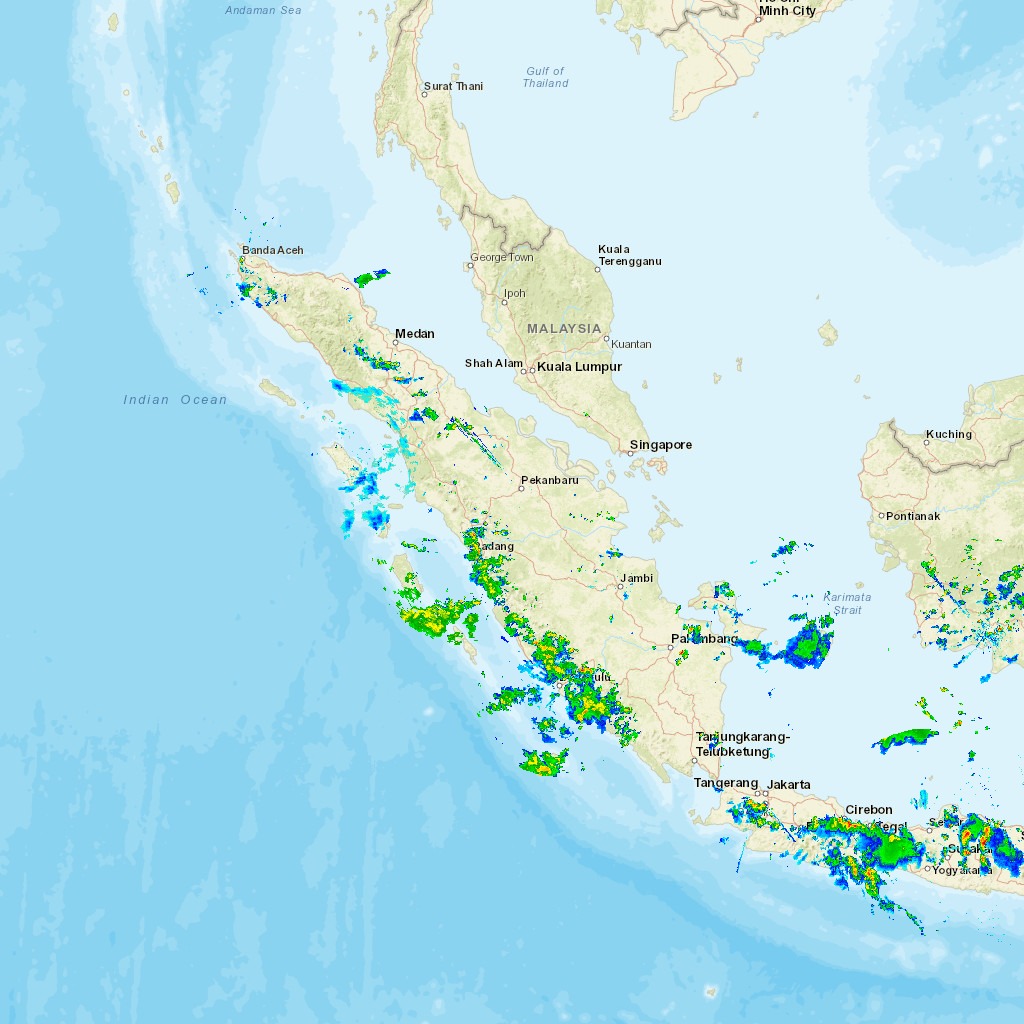 Andaman Sea
Minh City
Gulf of
Thailand
Surat Thani
Banda Aceh
George Town
Kuala
Terengganu
Ipoh
MALAYSIA
Medan
Kuantan
Shah Alam
Kuala Lumpur
Indian Ocean
Singapore
Kuching
Pekanbaru
Pontianak
Jambi
Karimata
Strait
Palembang
Tanjungkarang-
Telubketung
Tangerang
Jakarta
Cirebon
Tegal
Yogyakarta